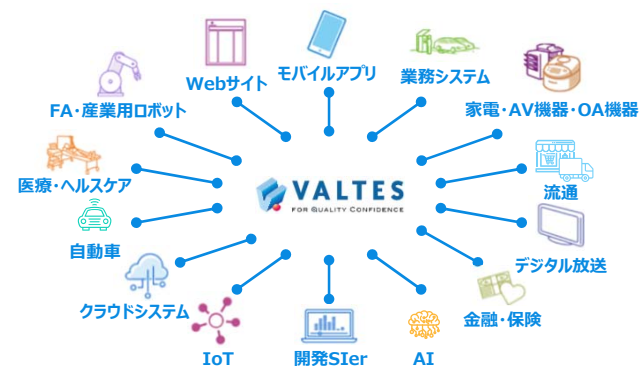 モバイルアプリ
Webサイト
業務システム
FA・産業用ロボット
家電・AV機器・OA機器
医療・ヘルスケア
流通
VALTES
FOR QUALITY CONFIDENCE
自動車
デジタル放送
クラウドシステム
金融・保険
IoT
開発SIer
AI